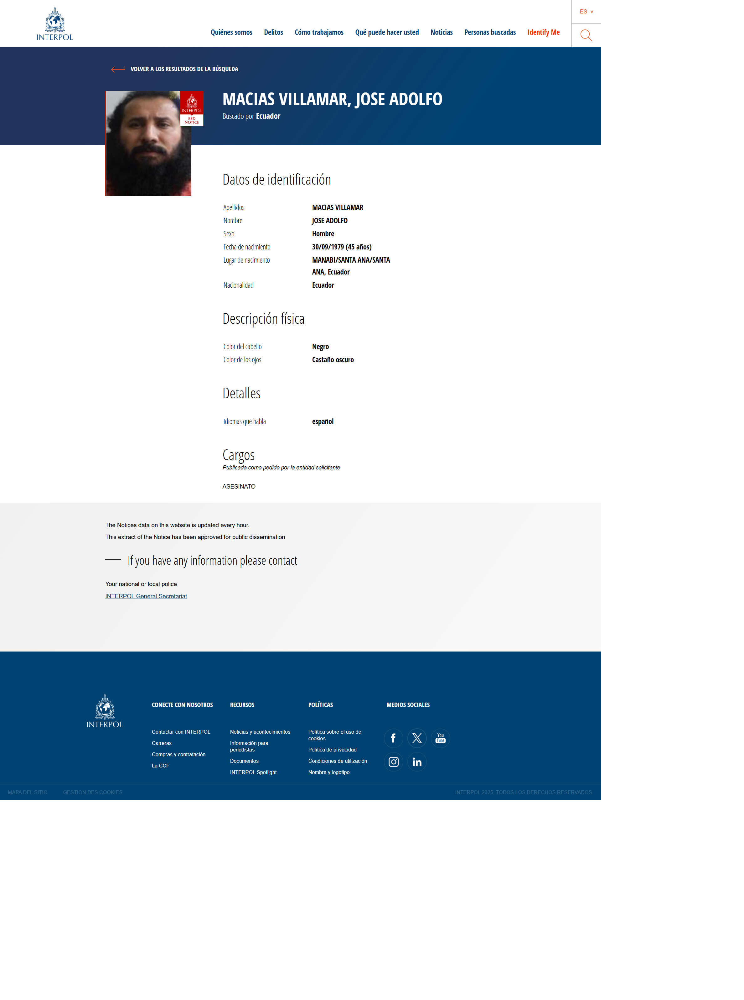 INTERPOL
Quiénes somos Delitos Cómo trabajamos Qué puede hacer usted Noticias Personas buscadas Identify Me
ES v
VOLVER A LOS RESULTADOS DE LA BÚSQUEDA
INTERPOL
RED
NOTICE
MACIAS VILLAMAR, JOSE ADOLFO
Buscado por Ecuador
Datos de identificación
Apellidos MACIAS VILLAMAR
Nombre JOSE ADOLFO
Sexo Hombre
Fecha de nacimiento 30/09/1979 (45 años)
Lugar de nacimiento MANABI/SANTA ANA/SANTA
ANA, Ecuador
Nacionalidad Ecuador
Descripción física
Color del cabello Negro
Color de los ojos Castaño oscuro
Detalles
Idiomas que habla español
Cargos
Publicada como pedido por la entidad solicitante
ASESINATO
The Notices data on this website is updated every hour.
This extract of the Notice has been approved for public dissemination
If you have any information please contact
Your national or local police
INTERPOL General Secretariat
INTERPOL
CONECTE CON NOSOTROS
Contactar con INTERPOL
Carreras
Compras y contratación
La CCF
RECURSOS
Noticias y acontecimientos
Información para
periodistas
Documentos
INTERPOL Spotlight
POLÍTICAS
Política sobre el uso de
cookies
Política de privacidad
Condiciones de utilización
Nombre y logotipo
MEDIOS SOCIALES
f X You
Tube
in
MAPA DEL SITIO GESTION DES COOKIES INTERPOL 2025. TODOS LOS DERECHOS RESERVADOS.